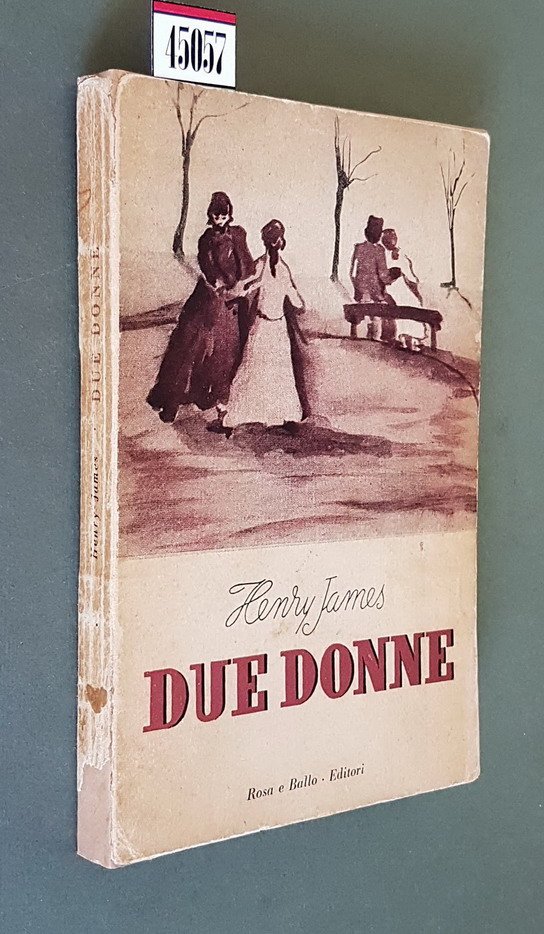 45057
Henry James
DUE DONNE
Rosa e Ballo · Editori
Henry James · DUE DONNE